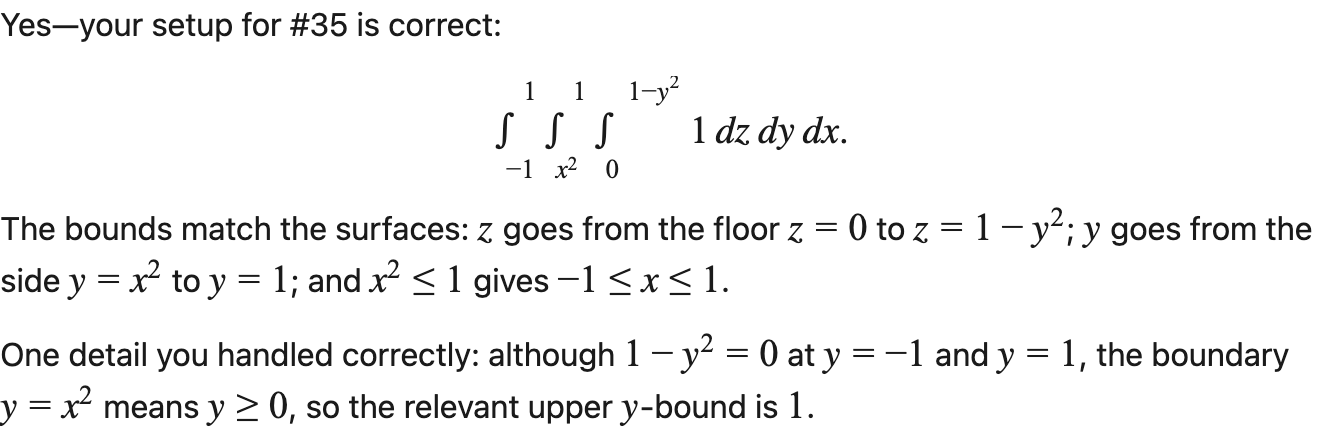 Yes—your setup for #35 is correct:
1 1 1−y²
∫ ∫ ∫ 1 dz dy dx.
−1 x² 0
The bounds match the surfaces: z goes from the floor z = 0 to z = 1 − y²; y goes from the
side y = x² to y = 1; and x² ≤ 1 gives −1 ≤ x ≤ 1.
One detail you handled correctly: although 1 − y² = 0 at y = −1 and y = 1, the boundary
y = x² means y ≥ 0, so the relevant upper y-bound is 1.